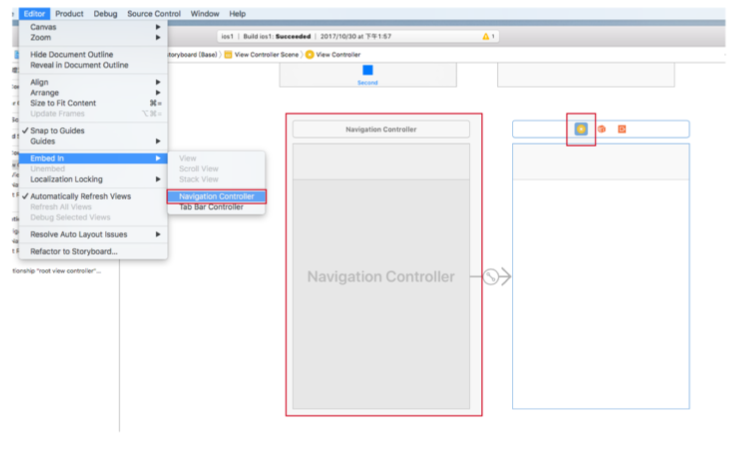 Editor Product Debug Source Control Window Help
Canvas
Zoom
ios1 | Build ios1: Succeeded | 2017/10/30 at 下午1:57
1
Hide Document Outline
toryboard (Base) View Controller Scene View Controller
Reveal in Document Outline
Second
Align
Arrange
Size to Fit Content ⌘=
Update Frames ⌥⌘=
Snap to Guides
Guides
Navigation Controller
Embed In
View
Unembed
Scroll View
Localization Locking
Stack View
Automatically Refresh Views
Navigation Controller
Refresh All Views
Tab Bar Controller
Debug Selected Views
Resolve Auto Layout Issues
Refactor to Storyboard...
tionship "root view controller"...
Navigation Controller